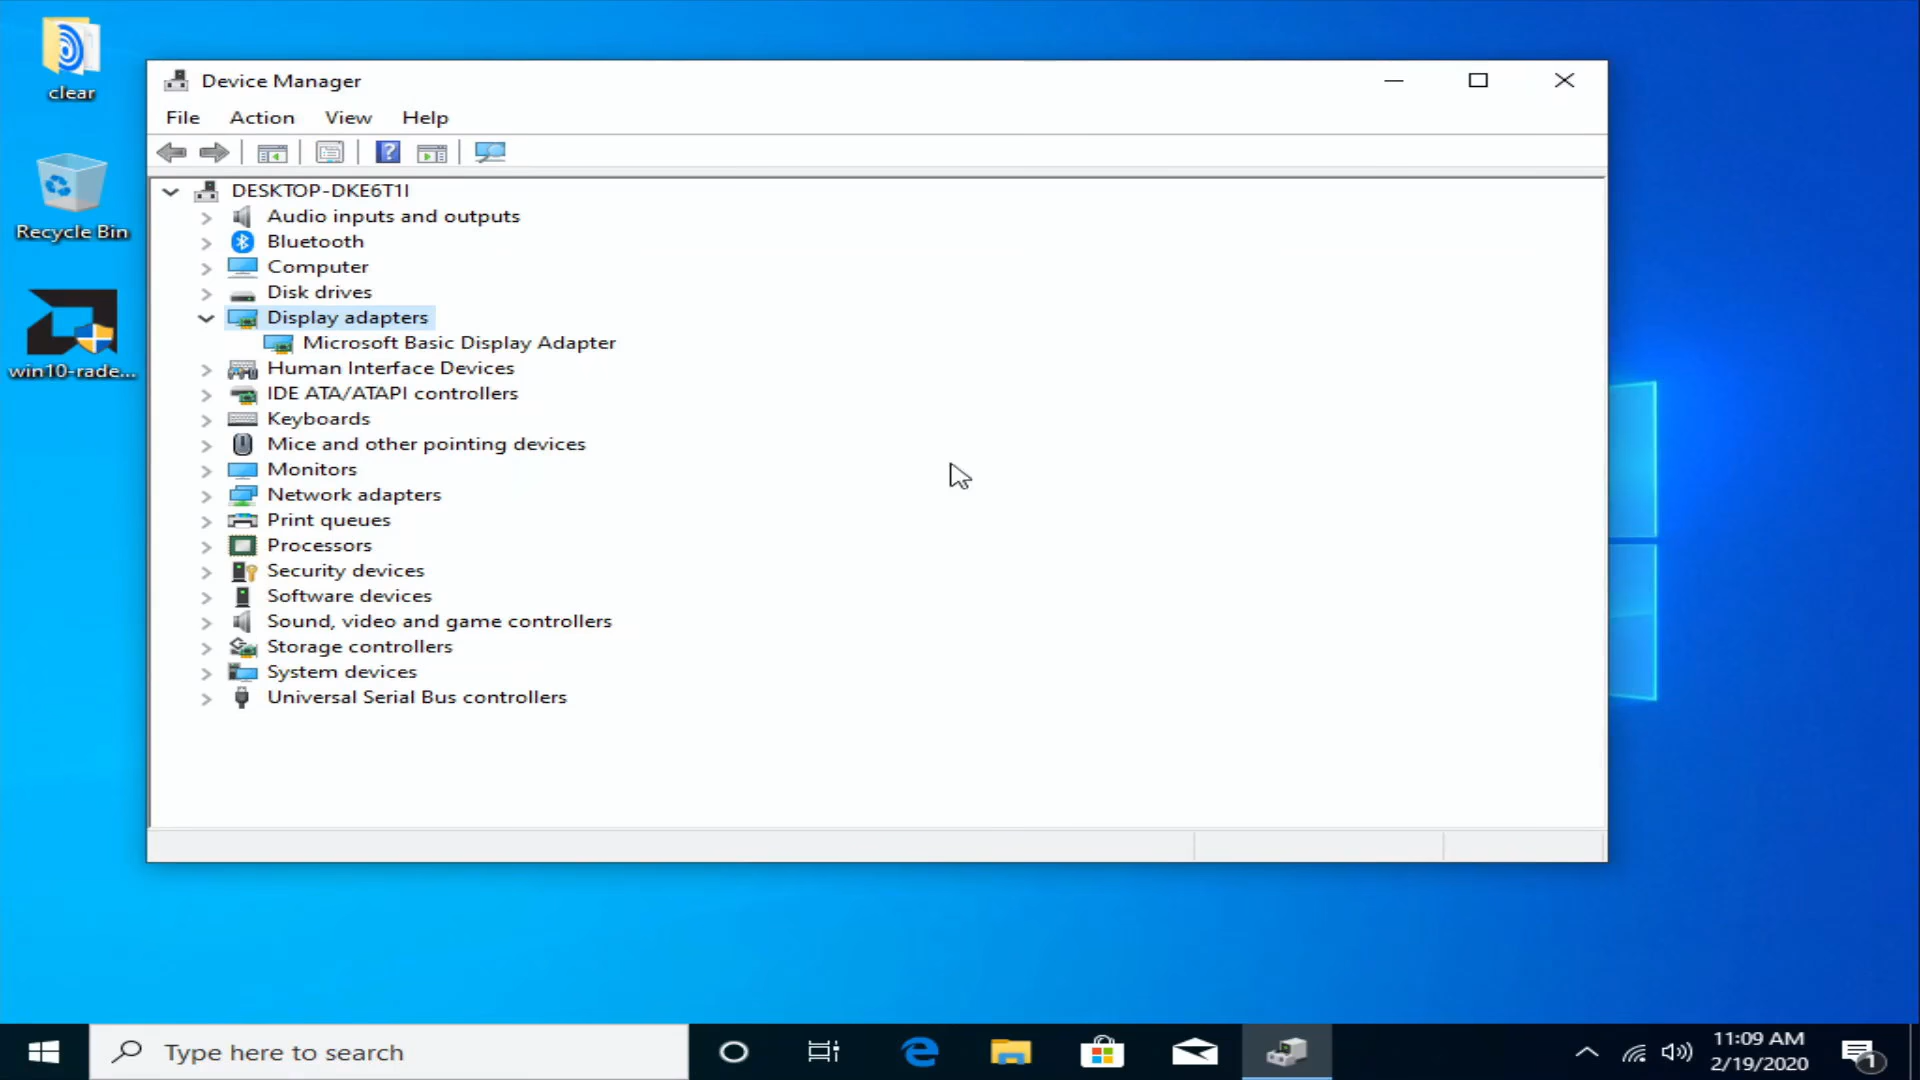 clear
Recycle Bin
win10-rade...
Device Manager
File Action View Help
DESKTOP-DKE6T1I
Audio inputs and outputs
Bluetooth
Computer
Disk drives
Display adapters
Microsoft Basic Display Adapter
Human Interface Devices
IDE ATA/ATAPI controllers
Keyboards
Mice and other pointing devices
Monitors
Network adapters
Print queues
Processors
Security devices
Software devices
Sound, video and game controllers
Storage controllers
System devices
Universal Serial Bus controllers
Type here to search
11:09 AM
2/19/2020
1